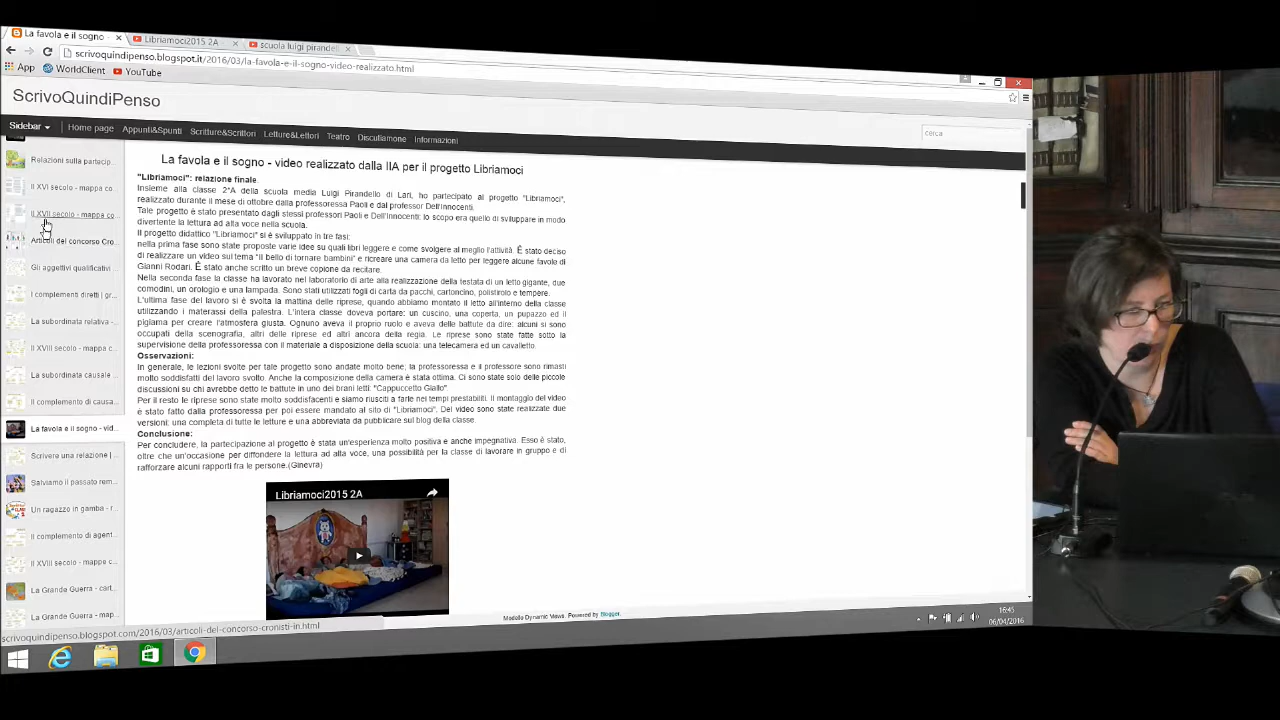 La favola e il sogno -
Libriamoci2015 2A
scuola luigi pirandel
scrivoquindipenso.blogspot.it/2016/03/la-favola-e-il-sogno-video-realizzato.html
App
WorldClient
YouTube
ScrivoQuindiPenso
Sidebar
Home page
Appunti&Spunti
Scritture&Scrittori
Letture&Lettori
Teatro
Discutiamone
Informazioni
cerca
Relazioni sulla partecip...
Il XVI secolo - mappa co...
Il XVII secolo - mappa co...
Articoli del concorso Cro...
Gli aggettivi qualificativi
I complementi diretti | gr...
La subordinata relativa -
Il XVIII secolo - mappa c...
La subordinata causale
Il complemento di causa...
La favola e il sogno - vid...
Scrivere una relazione |...
Salviamo il passato rem...
Un ragazzo in gamba - r...
Il complemento di agent...
Il XVIII secolo - mappe c...
La Grande Guerra - cart...
La Grande Guerra - map...
La favola e il sogno - video realizzato dalla IIA per il progetto Libriamoci
"Libriamoci": relazione finale.
Insieme alla classe 2°A della scuola media Luigi Pirandello di Lari, ho partecipato al progetto "Libriamoci",
realizzato durante il mese di ottobre dalla professoressa Paoli e dal professor Dell'Innocenti.
Tale progetto è stato presentato dagli stessi professori Paoli e Dell'Innocenti: lo scopo era quello di sviluppare in modo
divertente la lettura ad alta voce nella scuola.
Il progetto didattico "Libriamoci" si è sviluppato in tre fasi:
nella prima fase sono state proposte varie idee su quali libri leggere e come svolgere al meglio l'attività. È stato deciso
di realizzare un video sul tema "Il bello di tornare bambini" e ricreare una camera da letto per leggere alcune favole di
Gianni Rodari. È stato anche scritto un breve copione da recitare.
Nella seconda fase la classe ha lavorato nel laboratorio di arte alla realizzazione della testata di un letto gigante, due
comodini, un orologio e una lampada. Sono stati utilizzati fogli di carta da pacchi, cartoncino, polistirolo e tempere.
L'ultima fase del lavoro si è svolta la mattina delle riprese, quando abbiamo montato il letto all'interno della classe
utilizzando i materassi della palestra. L'intera classe doveva portare: un cuscino, una coperta, un pupazzo ed il
pigiama per creare l'atmosfera giusta. Ognuno aveva il proprio ruolo e aveva delle battute da dire: alcuni si sono
occupati della scenografia, altri delle riprese ed altri ancora della regia. Le riprese sono state fatte sotto la
supervisione della professoressa con il materiale a disposizione della scuola: una telecamera ed un cavalletto.
Osservazioni:
In generale, le lezioni svolte per tale progetto sono andate molto bene; la professoressa e il professore sono rimasti
molto soddisfatti del lavoro svolto. Anche la composizione della camera è stata ottima. Ci sono state solo delle piccole
discussioni su chi avrebbe detto le battute in uno dei brani letti: "Cappuccetto Giallo"
Per il resto le riprese sono state molto soddisfacenti e siamo riusciti a farle nei tempi prestabiliti. Il montaggio del video
è stato fatto dalla professoressa per poi essere mandato al sito di "Libriamoci". Del video sono state realizzate due
versioni: una completa di tutte le letture e una abbreviata da pubblicare sul blog della classe.
Conclusione:
Per concludere, la partecipazione al progetto è stata un'esperienza molto positiva e anche impegnativa. Esso è stato,
oltre che un'occasione per diffondere la lettura ad alta voce, una possibilità per la classe di lavorare in gruppo e di
rafforzare alcuni rapporti fra le persone.(Ginevra)
Libriamoci2015 2A
Modello Dynamic Views. Powered by Blogger.
scrivoquindipenso.blogspot.com/2016/03/articoli-del-concorso-cronisti-in.html
16:45
06/04/2016